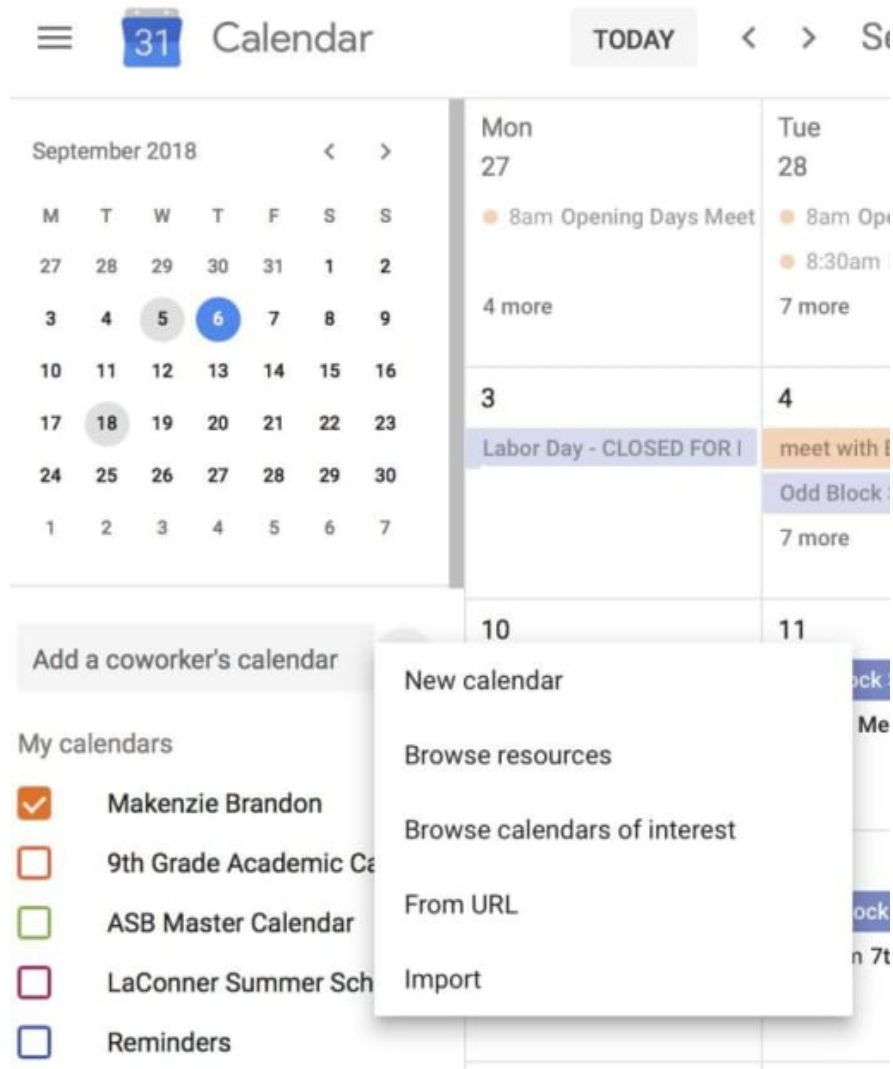 31 Calendar TODAY < >
September 2018 < >
M T W T F S S
27 28 29 30 31 1 2
3 4 5 6 7 8 9
10 11 12 13 14 15 16
17 18 19 20 21 22 23
24 25 26 27 28 29 30
1 2 3 4 5 6 7
Mon
27
8am Opening Days Meet
4 more
Tue
28
8am
8:30am
7 more
3
Labor Day - CLOSED FOR
4
meet with
Odd Block
7 more
10
11
Add a coworker's calendar
My calendars
Makenzie Brandon
9th Grade Academic
ASB Master Calendar
LaConner Summer
Reminders
New calendar
Browse resources
Browse calendars of interest
From URL
Import